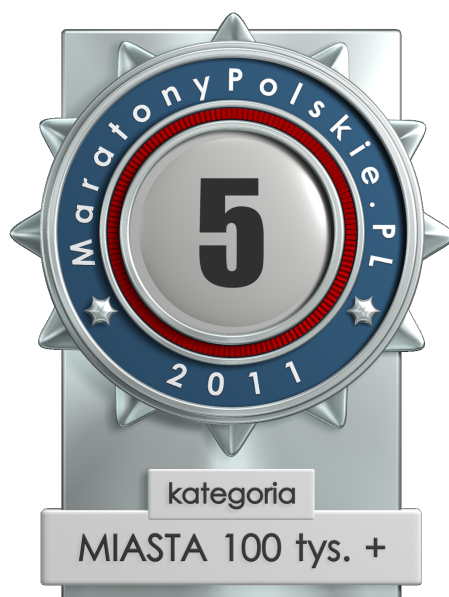 MaratonyPolskie.PL
5
2011
kategoria
MIASTA 100 tys. +